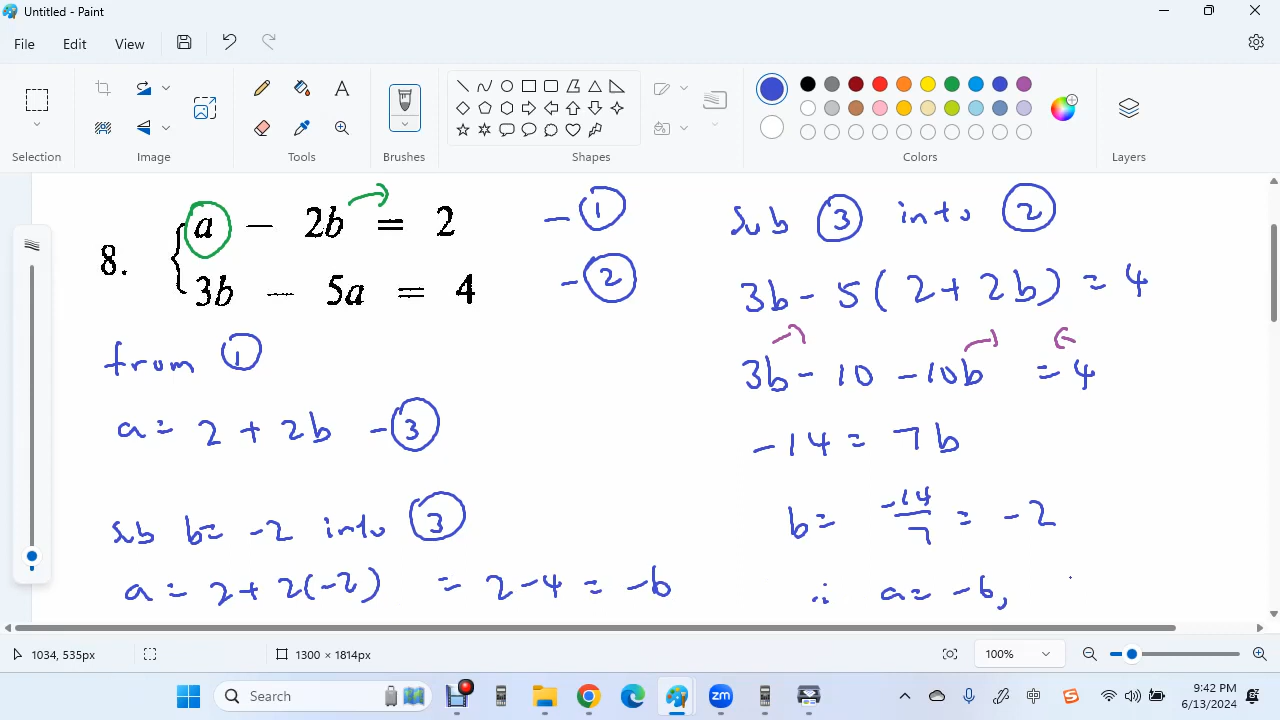 Untitled - Paint
File Edit View
Selection Image Tools Brushes Shapes Colors Layers
8. { a − 2b = 2 - ①
3b − 5a = 4 - ②
from ①
a = 2 + 2b - ③
sub b = -2 into ③
a = 2 + 2(-2) = 2 - 4 = -b
sub ③ into ②
3b - 5(2 + 2b) = 4
3b - 10 - 10b = 4
-14 = 7b
b = -14/7 = -2
∴ a = -b,
1034, 535px 1300 × 1814px 100%
Search 中 9:42 PM
6/13/2024